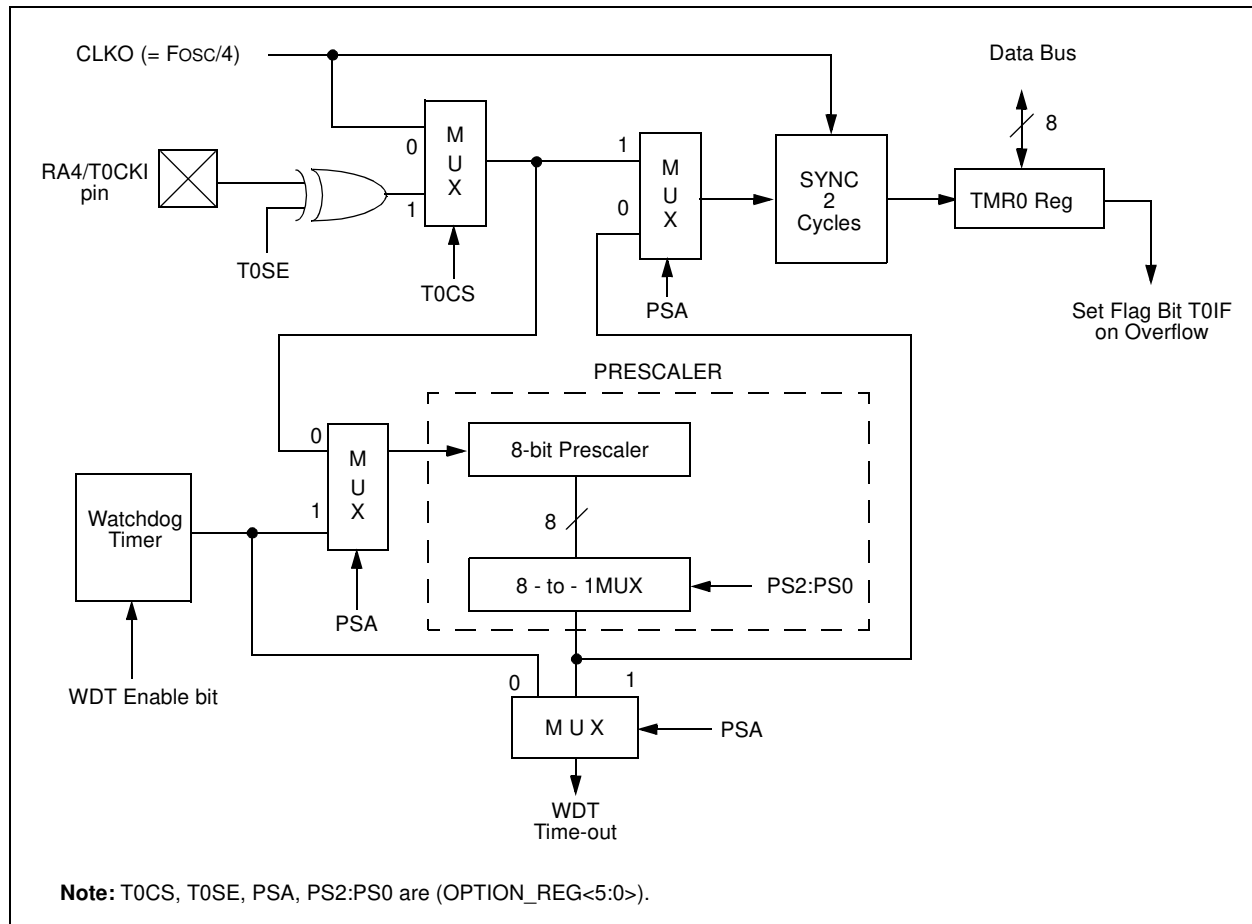 CLKO (= FOSC/4)
Data Bus
8
RA4/T0CKI
pin
0
1
M
U
X
T0SE
T0CS
1
0
M
U
X
PSA
SYNC
2
Cycles
TMR0 Reg
Set Flag Bit T0IF
on Overflow
PRESCALER
0
1
M
U
X
PSA
8-bit Prescaler
8
8 - to - 1MUX
PS2:PS0
Watchdog
Timer
WDT Enable bit
0
1
M U X
PSA
WDT
Time-out
Note: T0CS, T0SE, PSA, PS2:PS0 are (OPTION_REG<5:0>).